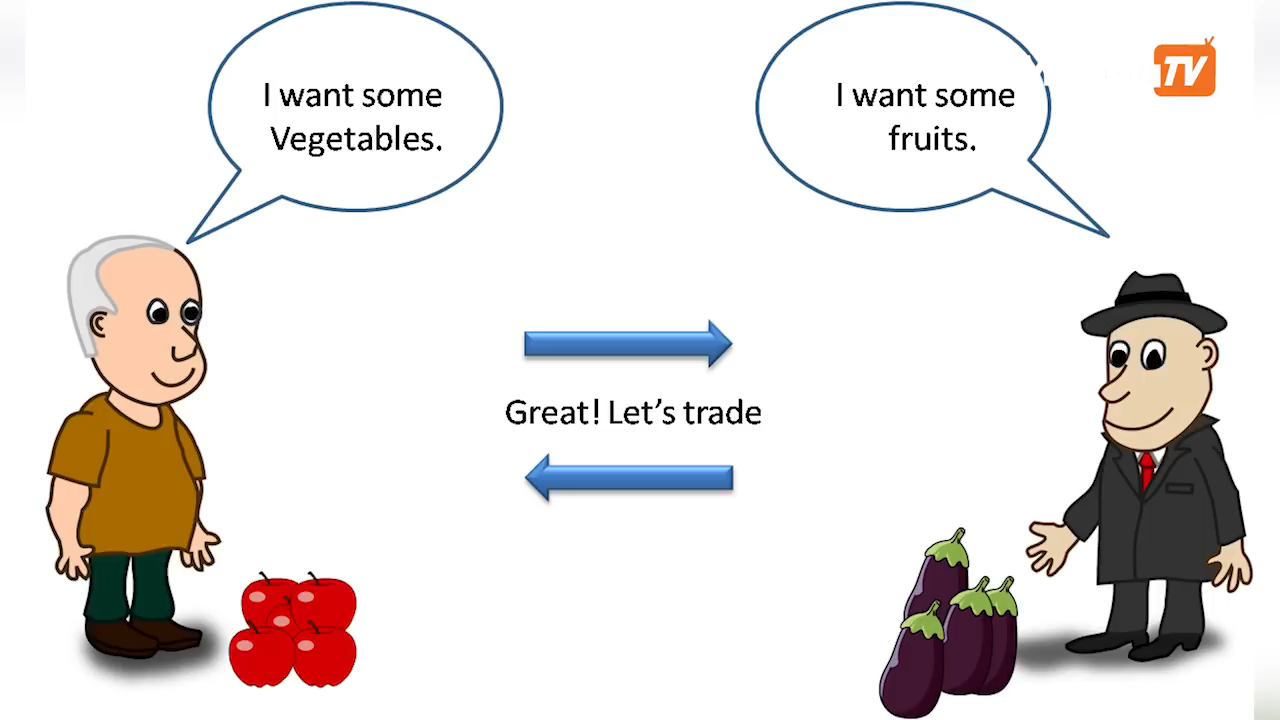 I want some
Vegetables.
I want some
fruits.
TV
Great! Let's trade